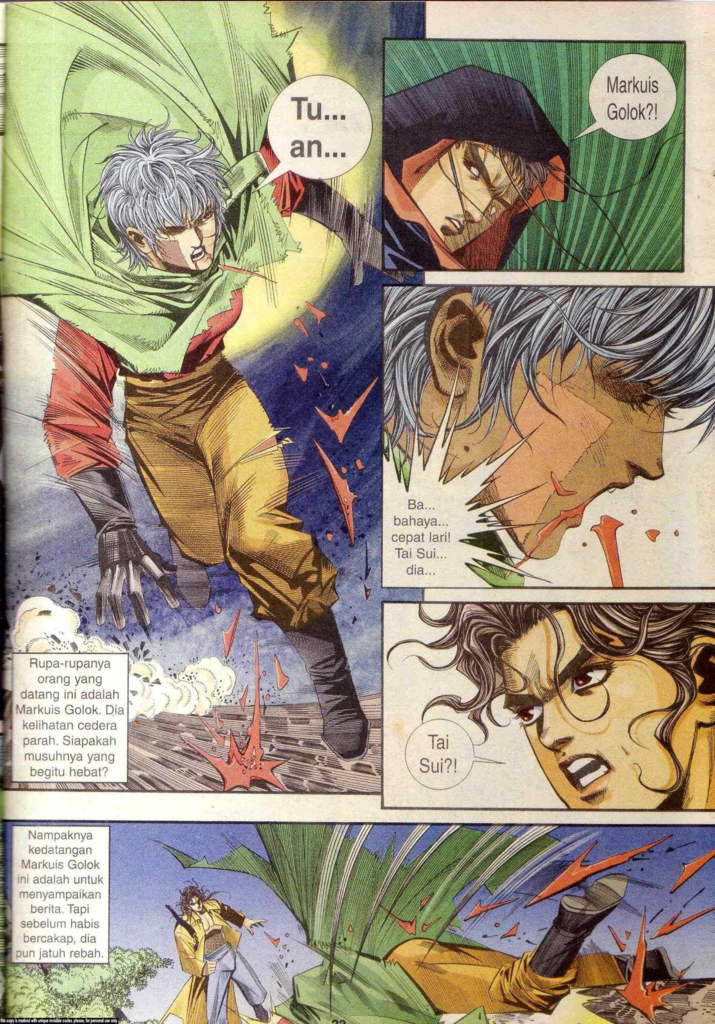 Tu...
an...
Markuis
Golok?!
Ba...
bahaya...
cepat lari!
Tai Sui...
dia...
Rupa-rupanya
orang yang
datang ini adalah
Markuis Golok. Dia
kelihatan cedera
parah. Siapakah
musuhnya yang
begitu hebat?
Tai
Sui?!
Nampaknya
kedatangan
Markuis Golok
ini adalah untuk
menyampaikan
berita. Tapi
sebelum habis
bercakap, dia
pun jatuh rebah.